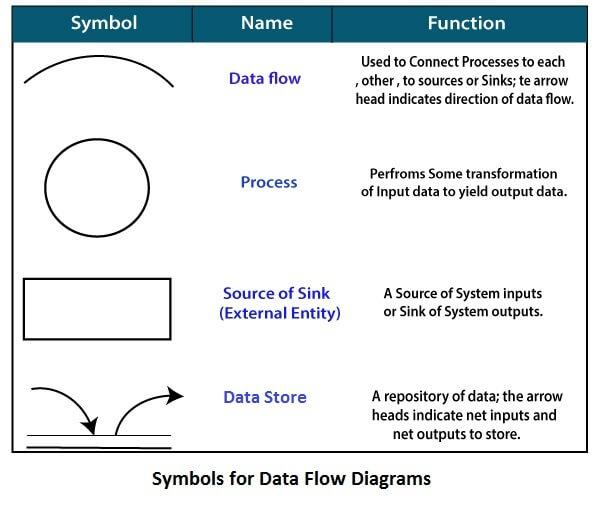 Symbol Name Function
Data flow
Used to Connect Processes to each
, other , to sources or Sinks; te arrow
head indicates direction of data flow.
Process
Perfroms Some transformation
of Input data to yield output data.
Source of Sink
(External Entity)
A Source of System inputs
or Sink of System outputs.
Data Store
A repository of data; the arrow
heads indicate net inputs and
net outputs to store.
Symbols for Data Flow Diagrams